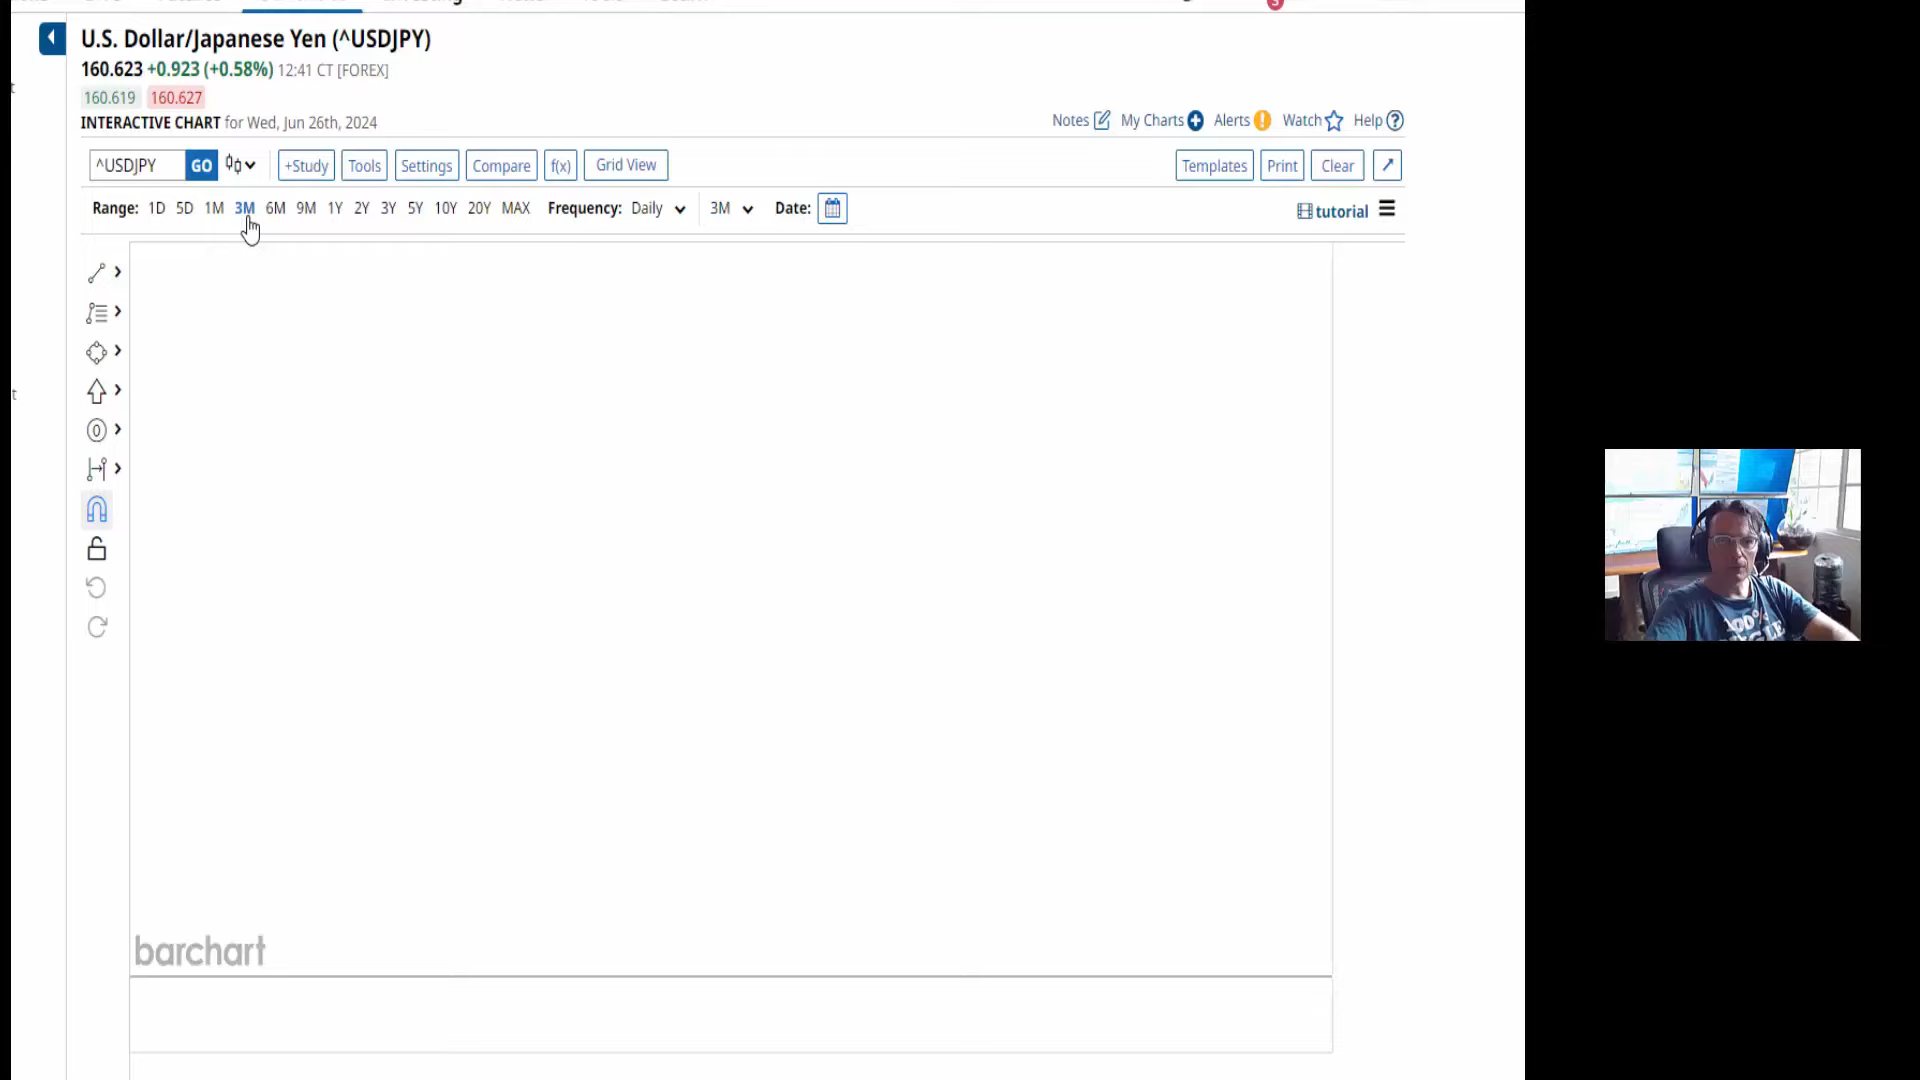 U.S. Dollar/Japanese Yen (^USDJPY)
160.623 +0.923 (+0.58%) 12:41 CT [FOREX]
160.619 160.627
INTERACTIVE CHART for Wed, Jun 26th, 2024
Notes My Charts Alerts Watch Help
^USDJPY GO +Study Tools Settings Compare f(x) Grid View Templates Print Clear
Range: 1D 5D 1M 3M 6M 9M 1Y 2Y 3Y 5Y 10Y 20Y MAX Frequency: Daily 3M Date: tutorial
barchart